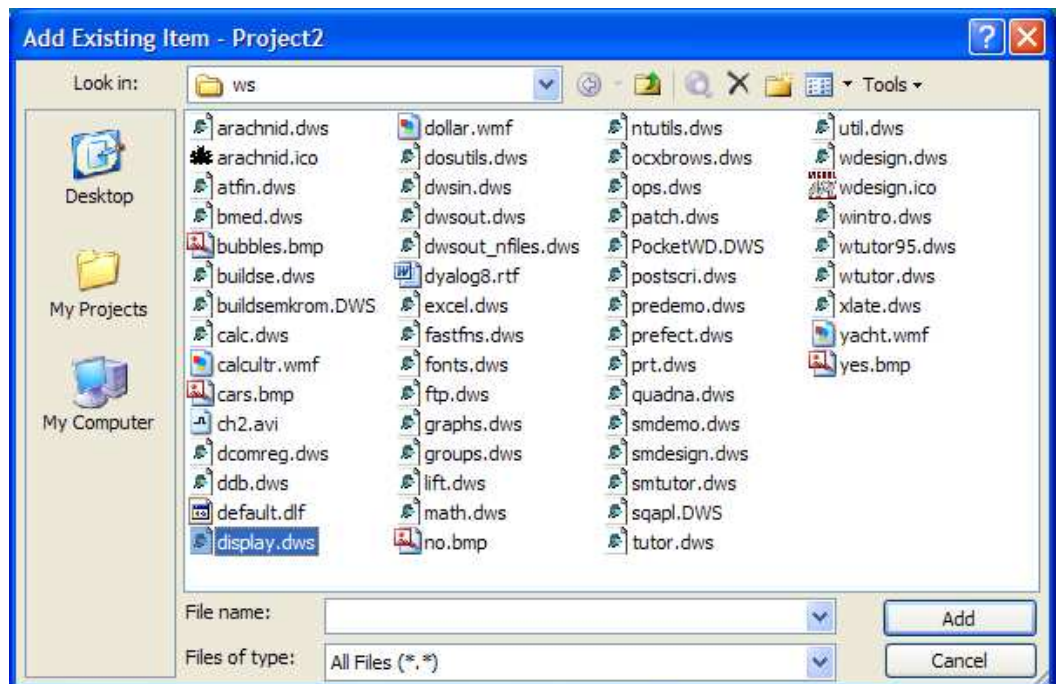 Add Existing Item - Project2
Look in:
ws
Tools
Desktop
My Projects
My Computer
arachnid.dws
arachnid.ico
atfin.dws
bmed.dws
bubbles.bmp
buildse.dws
buildsemkrom.DWS
calc.dws
calcultr.wmf
cars.bmp
ch2.avi
dcomreg.dws
ddb.dws
default.dlf
display.dws
dollar.wmf
dosutils.dws
dwsin.dws
dwsout.dws
dwsout_nfiles.dws
dyalog8.rtf
excel.dws
fastfns.dws
fonts.dws
ftp.dws
graphs.dws
groups.dws
lift.dws
math.dws
no.bmp
ntutils.dws
ocxbrows.dws
ops.dws
patch.dws
PocketWD.DWS
postscri.dws
predemo.dws
prefect.dws
prt.dws
quadna.dws
smdemo.dws
smdesign.dws
smtutor.dws
sqapl.DWS
tutor.dws
util.dws
wdesign.dws
wdesign.ico
wintro.dws
wtutor95.dws
wtutor.dws
xlate.dws
yacht.wmf
yes.bmp
File name:
Add
Files of type:
All Files (*.*)
Cancel